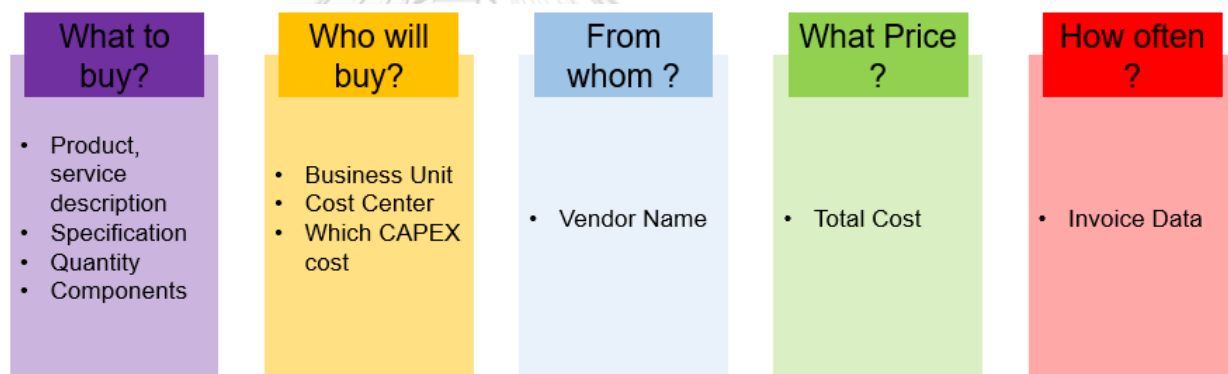 What to
buy?
• Product,
service
description
• Specification
• Quantity
• Components
Who will
buy?
• Business Unit
• Cost Center
• Which CAPEX
cost
From
whom ?
• Vendor Name
What Price
?
• Total Cost
How often
?
• Invoice Data